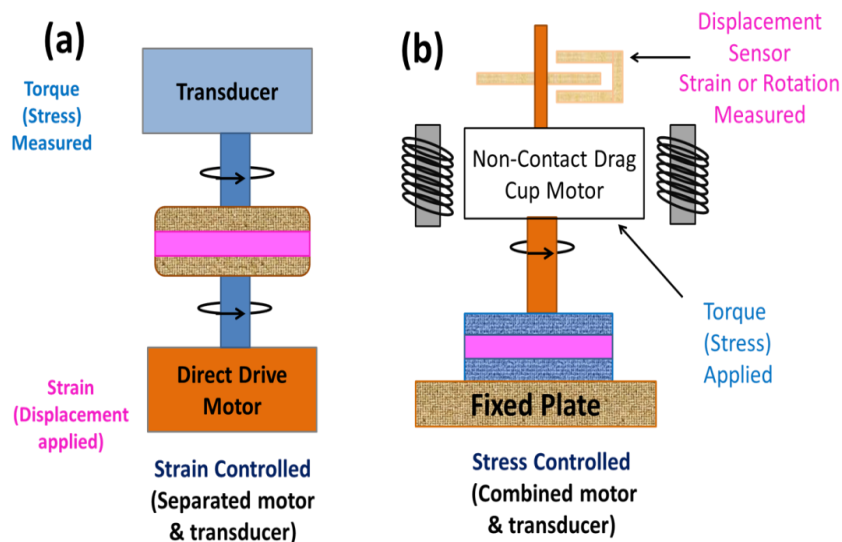 (a)
Transducer
Torque
(Stress)
Measured
Direct Drive
Motor
Strain
(Displacement
applied)
Strain Controlled
(Separated motor
& transducer)
(b)
Displacement
Sensor
Strain or Rotation
Measured
Non-Contact Drag
Cup Motor
Torque
(Stress)
Applied
Fixed Plate
Stress Controlled
(Combined motor
& transducer)